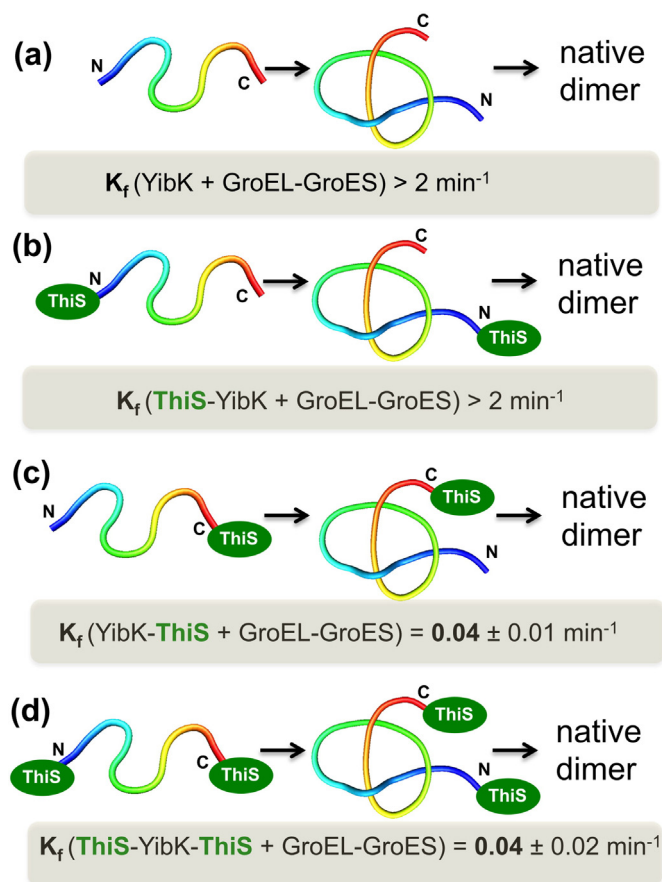 (a)
N
C
C
N
native
dimer
K_f (YibK + GroEL-GroES) > 2 min⁻¹
(b)
ThiS
N
C
C
N
ThiS
native
dimer
K_f (ThiS-YibK + GroEL-GroES) > 2 min⁻¹
(c)
N
C
ThiS
C
ThiS
N
native
dimer
K_f (YibK-ThiS + GroEL-GroES) = 0.04 ± 0.01 min⁻¹
(d)
ThiS
N
C
ThiS
C
ThiS
N
ThiS
native
dimer
K_f (ThiS-YibK-ThiS + GroEL-GroES) = 0.04 ± 0.02 min⁻¹